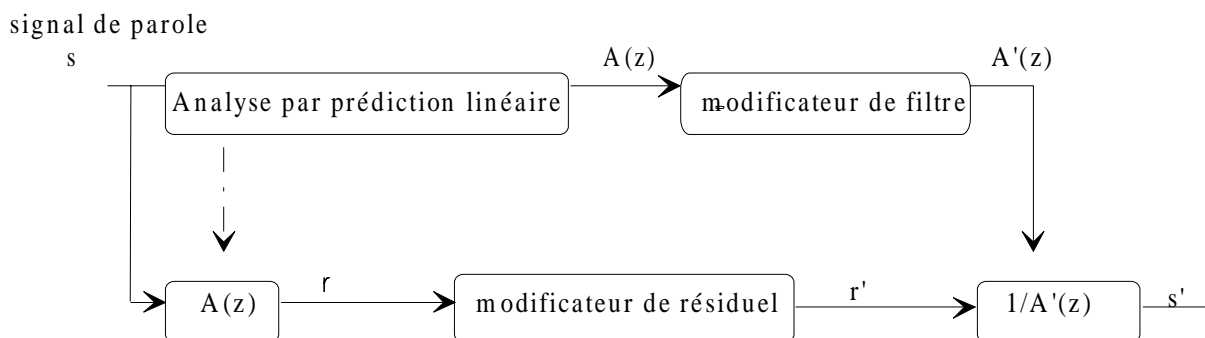 signal de parole
s
A(z)
A'(z)
Analyse par prédiction linéaire
modificateur de filtre
A(z)
r
modificateur de résiduel
r'
1/A'(z)
s'